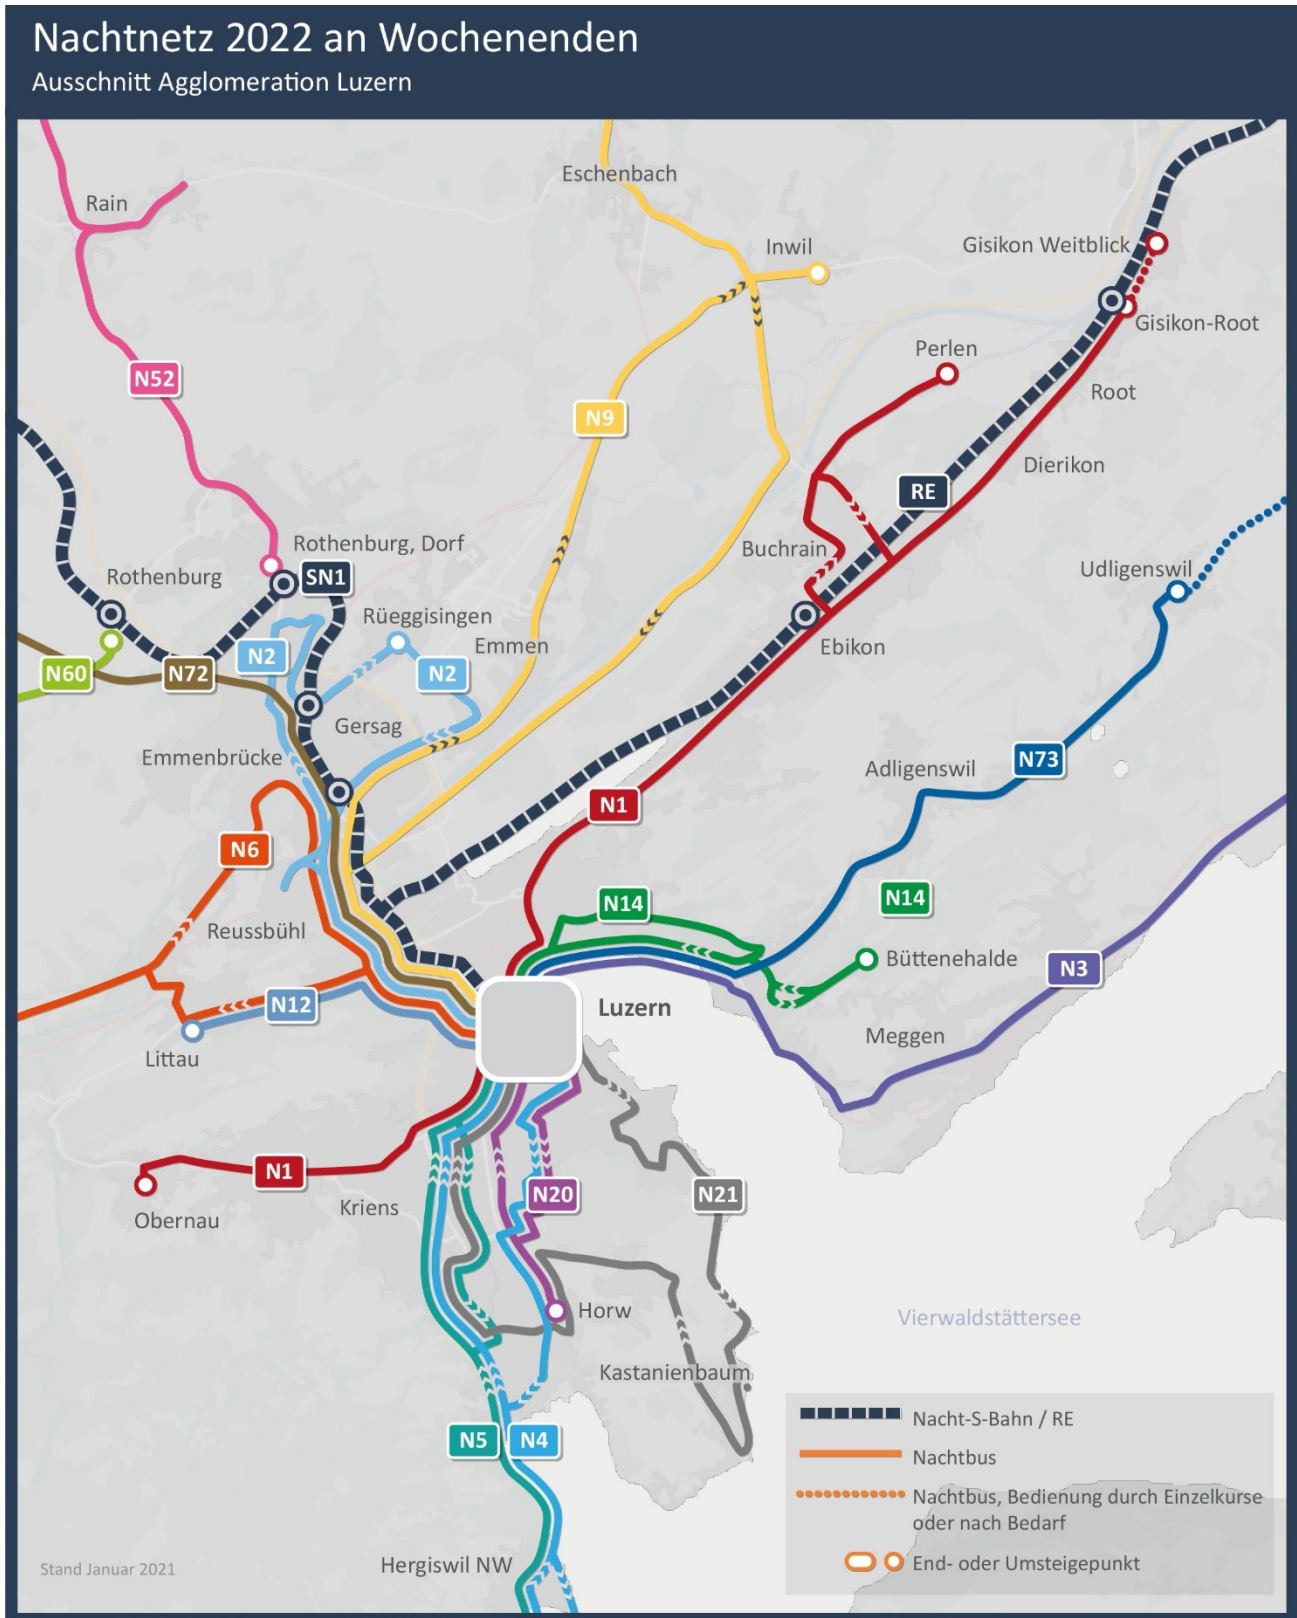 Nachtnetz 2022 an Wochenenden
Ausschnitt Agglomeration Luzern
Eschenbach
Rain
Inwil
Gisikon Weitblick
Gisikon-Root
Perlen
N52
Root
N9
Dierikon
RE
Rothenburg, Dorf
Buchrain
Rothenburg
SN1
Udligenswil
Rüeggisingen
Emmen
Ebikon
N2
N60
N72
N2
Gersag
Emmenbrücke
N73
Adligenswil
N1
N6
N14
N14
Reussbühl
Büttenehalde
N3
N12
Luzern
Meggen
Littau
N1
N20
N21
Obernau
Kriens
Horw
Vierwaldstättersee
Kastanienbaum
Nacht-S-Bahn / RE
N5
N4
Nachtbus
Nachtbus, Bedienung durch Einzelkurse
oder nach Bedarf
Hergiswil NW
End- oder Umsteigepunkt
Stand Januar 2021